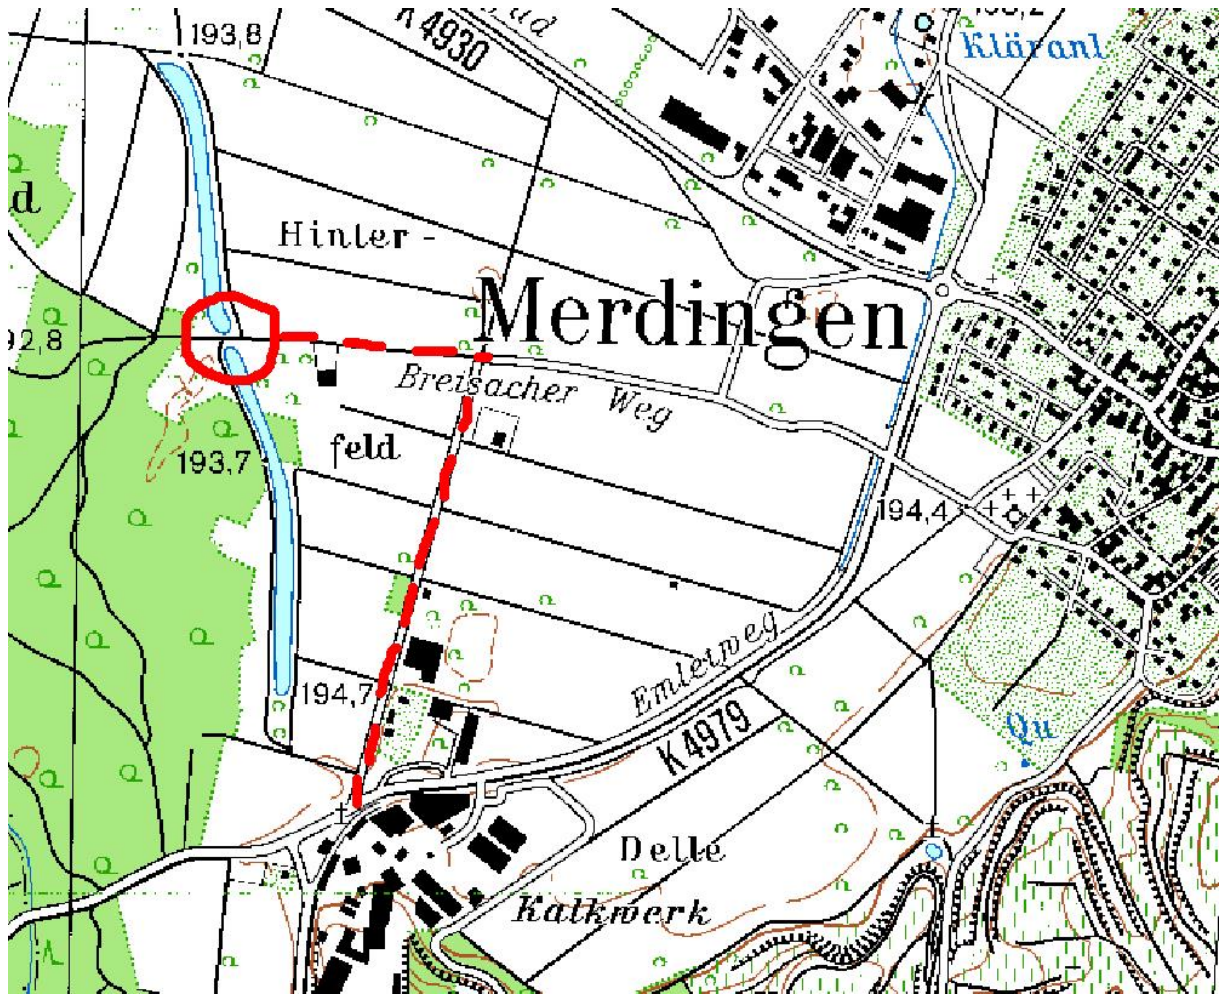 193,8
K 4930
Kläranl
d
Hinter -
Merdingen
92,8
Breisacher Weg
feld
193,7
194,4
Emleiweg
194,7
K 4979
Qu
Delle
Kalkwerk